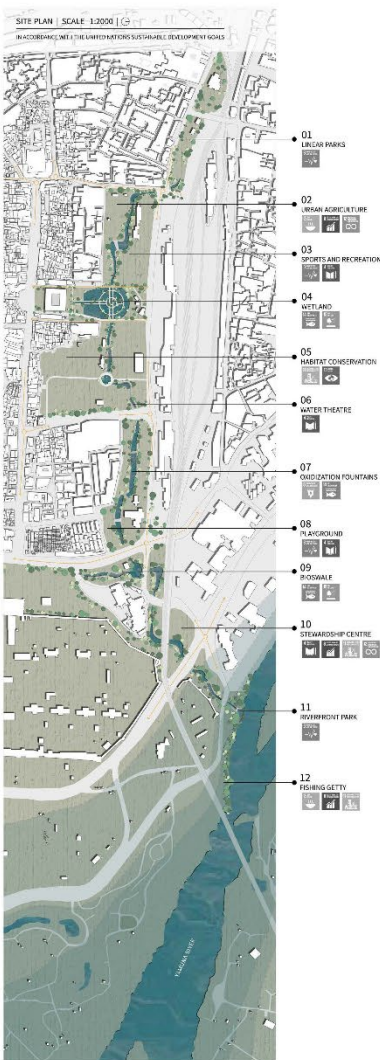 SITE PLAN | SCALE 1:2000 |
IN ACCORDANCE WITH THE UNITED NATIONS SUSTAINABLE DEVELOPMENT GOALS
01
LINEAR PARKS
02
URBAN AGRICULTURE
03
SPORTS AND RECREATION
04
WETLAND
05
HABITAT CONSERVATION
06
WATER THEATRE
07
OXIDIZATION FOUNTAINS
08
PLAYGROUND
09
BIOSWALE
10
STEWARDSHIP CENTRE
11
RIVERFRONT PARK
12
FISHING GETTY
YAMUNA RIVER